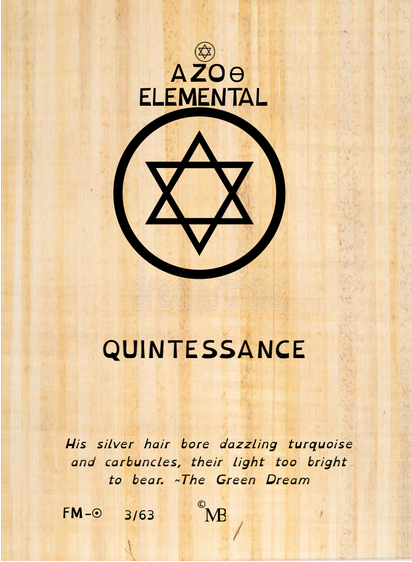 AZOΘ
ELEMENTAL
QUINTESSANCE
His silver hair bore dazzling turquoise
and carbuncles, their light too bright
to bear. ~The Green Dream
FM-☉ 3/63 © MB